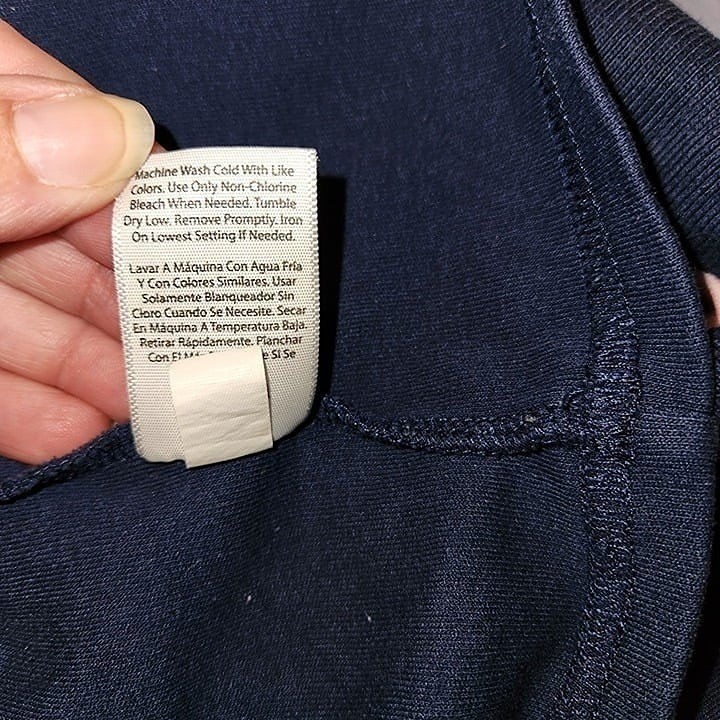 Machine Wash Cold With Like
Colors. Use Only Non-Chlorine
Bleach When Needed. Tumble
Dry Low. Remove Promptly. Iron
On Lowest Setting If Needed.
Lavar A Máquina Con Agua Fría
Y Con Colores Similares. Usar
Solamente Blanqueador Sin
Cloro Cuando Se Necesite. Secar
En Máquina A Temperatura Baja.
Retirar Rápidamente. Planchar
Con El Si Se